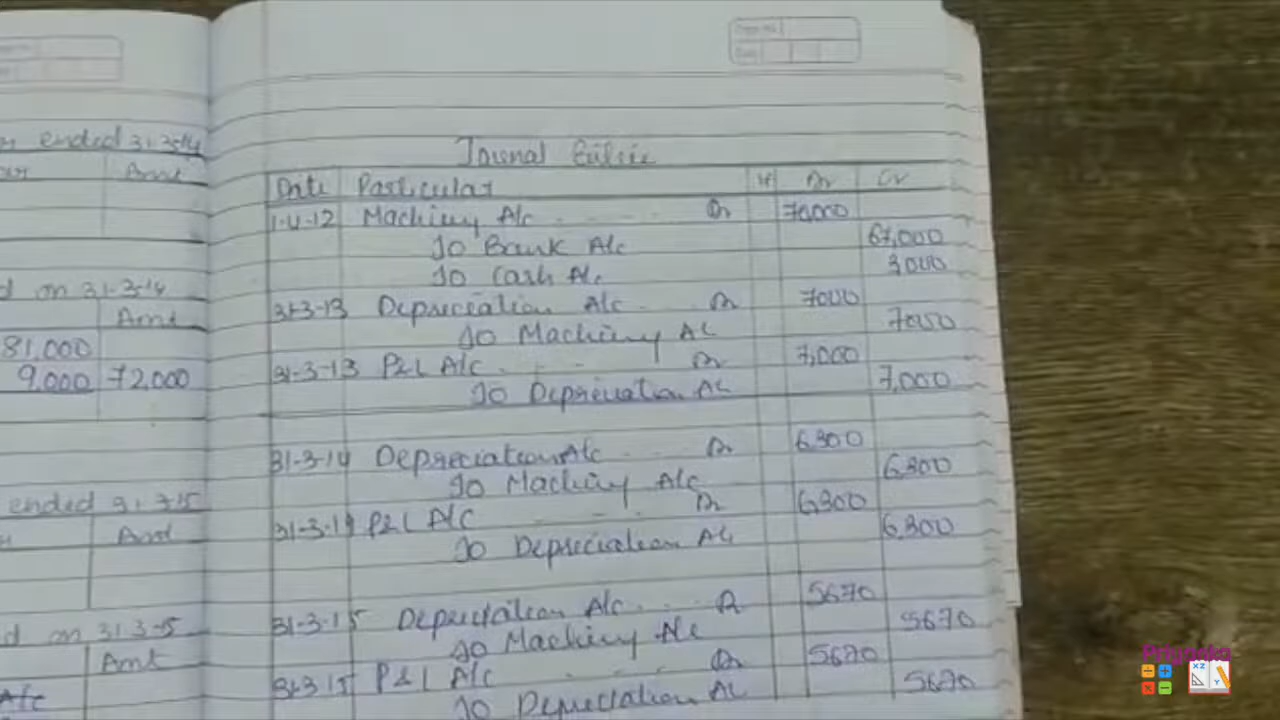 ended 31.3.14
Amt
d on 31-3-14
Amt
81,000
9,000 72,000
ended 31.3.15
Amt
d on 31.3.15
Amt
A/c
Journal Entries
Date Particular lf Dr Cr
1-4-12 Machinery A/c Dr 70,000
To Bank A/c 67,000
To Cash A/c 3000
31-3-13 Depreciation A/c Dr 7000
To Machinery A/c 7000
31-3-13 P&L A/c Dr 7,000
To Depreciation A/c 7,000
31-3-14 Depreciation A/c Dr 6300
To Machinery A/c 6300
31-3-14 P&L A/c Dr 6300
To Depreciation A/c 6300
31-3-15 Depreciation A/c Dr 5670
To Machinery A/c 5670
31-3-15 P&L A/c Dr 5670
To Depreciation A/c 5670